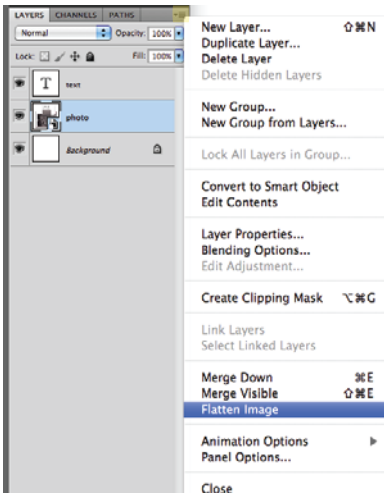 LAYERS CHANNELS PATHS
Normal Opacity: 100%
Lock: Fill: 100%
T text
photo
Background
New Layer... ⇧⌘N
Duplicate Layer...
Delete Layer
Delete Hidden Layers
New Group...
New Group from Layers...
Lock All Layers in Group...
Convert to Smart Object
Edit Contents
Layer Properties...
Blending Options...
Edit Adjustment...
Create Clipping Mask ⌥⌘G
Link Layers
Select Linked Layers
Merge Down ⌘E
Merge Visible ⇧⌘E
Flatten Image
Animation Options
Panel Options...
Close